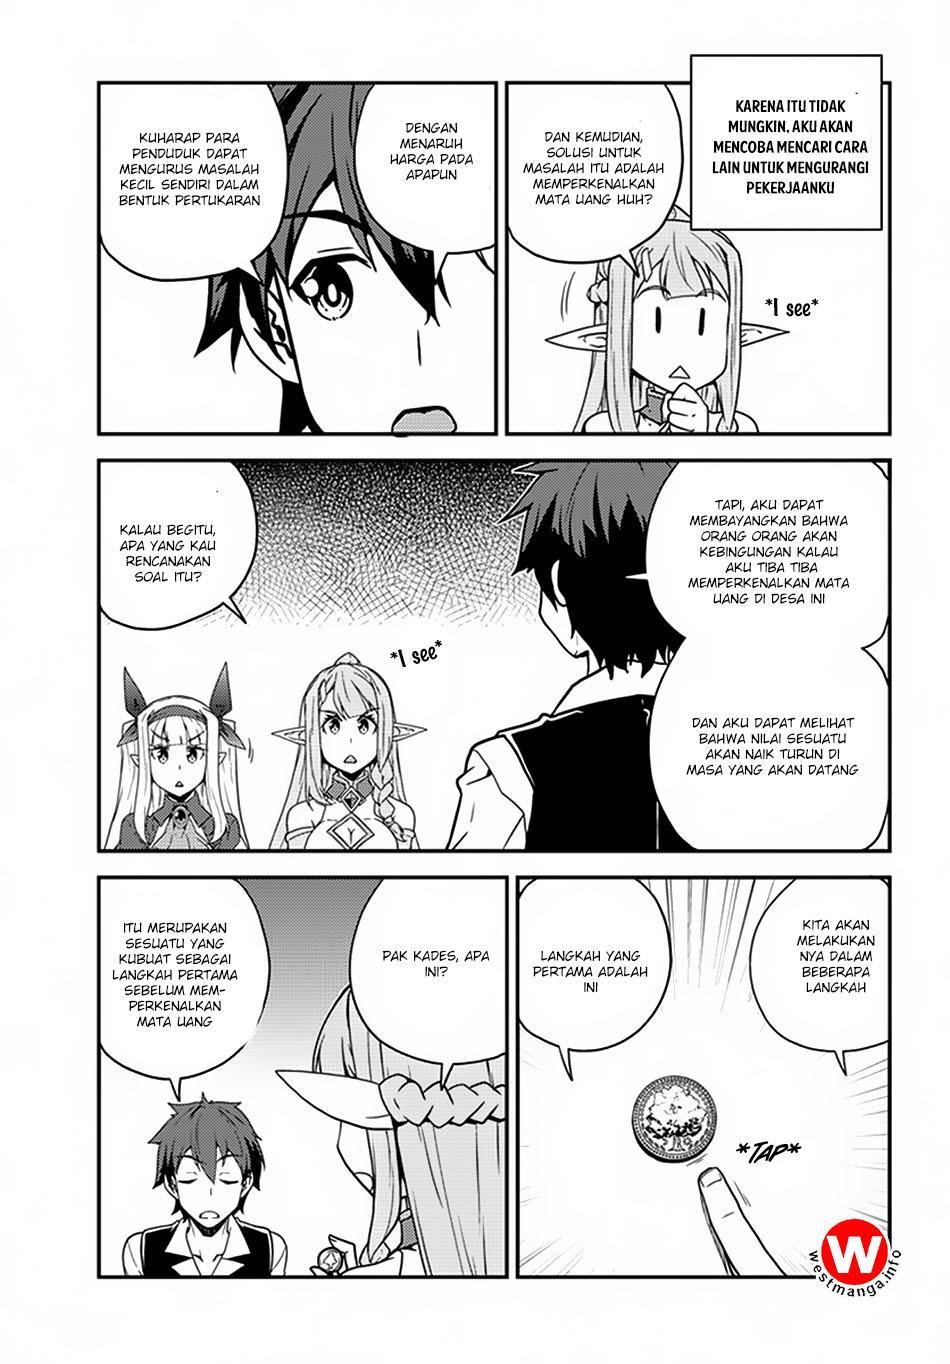 KARENA ITU TIDAK
MUNGKIN, AKU AKAN
MENCOBA MENCARI CARA
LAIN UNTUK MENGURANGI
PEKERJAANKU
DAN KEMUDIAN,
SOLUSI UNTUK
MASALAH ITU ADALAH
MEMPERKENALKAN
MATA UANG HUH?
*I see*
DENGAN
MENARUH
HARGA PADA
APAPUN
KUHARAP PARA
PENDUDUK DAPAT
MENGURUS MASALAH
KECIL SENDIRI DALAM
BENTUK PERTUKARAN
TAPI, AKU DAPAT
MEMBAYANGKAN BAHWA
ORANG ORANG AKAN
KEBINGUNGAN KALAU
AKU TIBA TIBA
MEMPERKENALKAN MATA
UANG DI DESA INI
DAN AKU DAPAT MELIHAT
BAHWA NILAI SESUATU
AKAN NAIK TURUN DI
MASA YANG AKAN DATANG
*I see*
KALAU BEGITU,
APA YANG KAU
RENCANAKAN
SOAL ITU?
KITA AKAN
MELAKUKAN
NYA DALAM
BEBERAPA
LANGKAH
LANGKAH YANG
PERTAMA ADALAH
INI
*TAP*
PAK KADES, APA
INI?
ITU MERUPAKAN
SESUATU YANG
KUBUAT SEBAGAI
LANGKAH PERTAMA
SEBELUM MEM-
PERKENALKAN
MATA UANG
W
westmanga.info